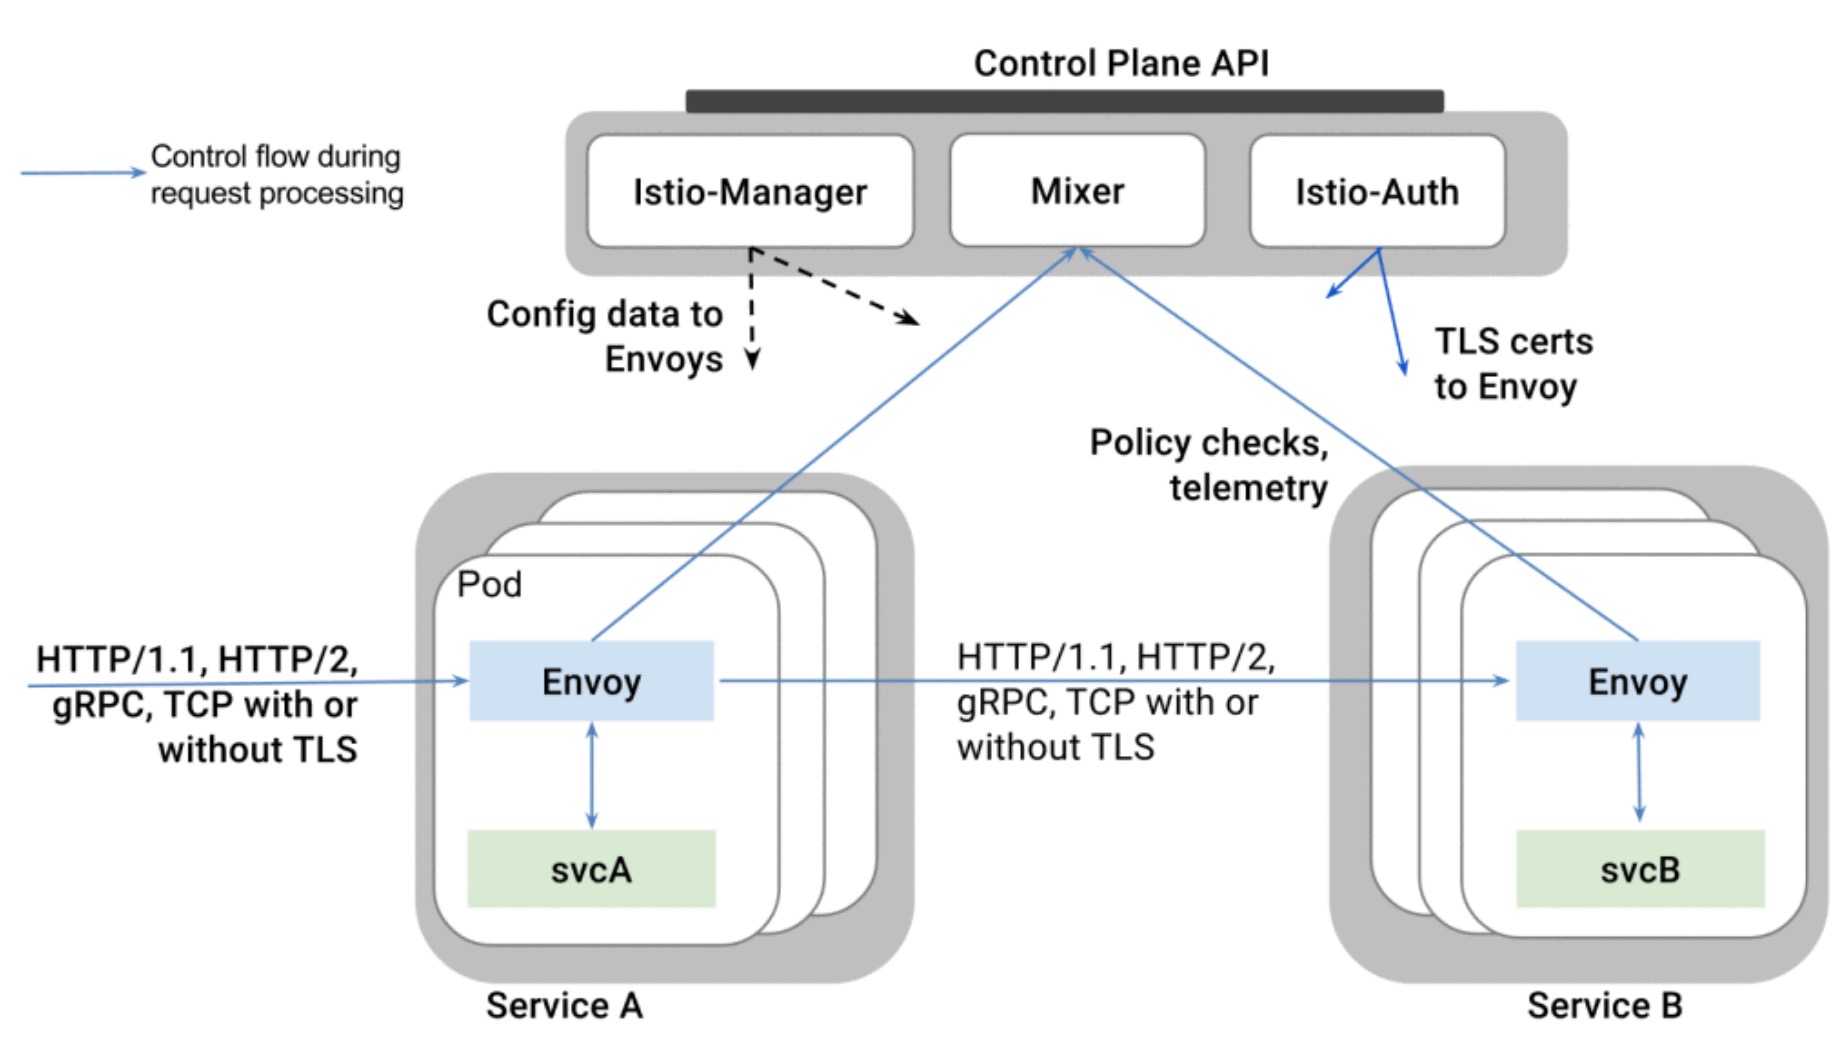 Control Plane API
Control flow during
request processing
Istio-Manager
Mixer
Istio-Auth
Config data to
Envoys
TLS certs
to Envoy
Policy checks,
telemetry
Pod
HTTP/1.1, HTTP/2,
gRPC, TCP with or
without TLS
Envoy
svcA
HTTP/1.1, HTTP/2,
gRPC, TCP with or
without TLS
Envoy
svcB
Service A
Service B